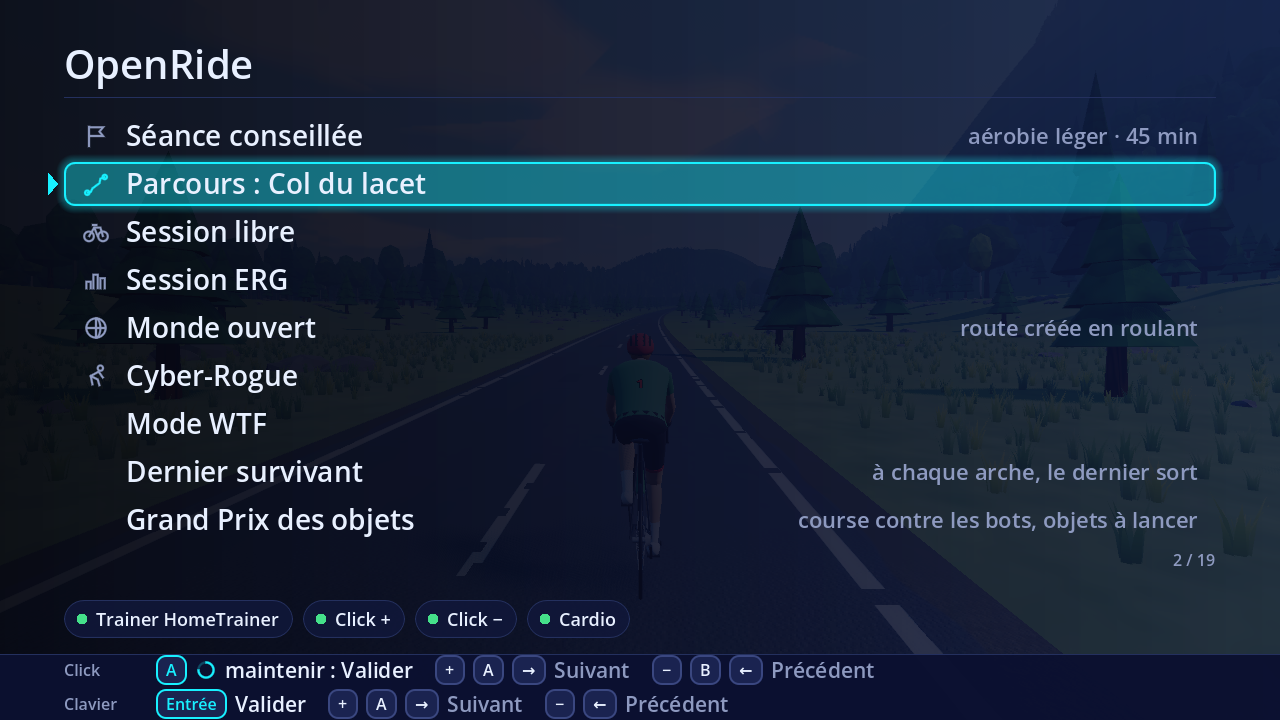 OpenRide
Séance conseillée aérobie léger · 45 min
Parcours : Col du lacet
Session libre
Session ERG
Monde ouvert route créée en roulant
Cyber-Rogue
Mode WTF
Dernier survivant à chaque arche, le dernier sort
Grand Prix des objets course contre les bots, objets à lancer
2 / 19
Trainer HomeTrainer Click + Click − Cardio
Click A maintenir : Valider + A → Suivant − B ← Précédent
Clavier Entrée Valider + A → Suivant − ← Précédent